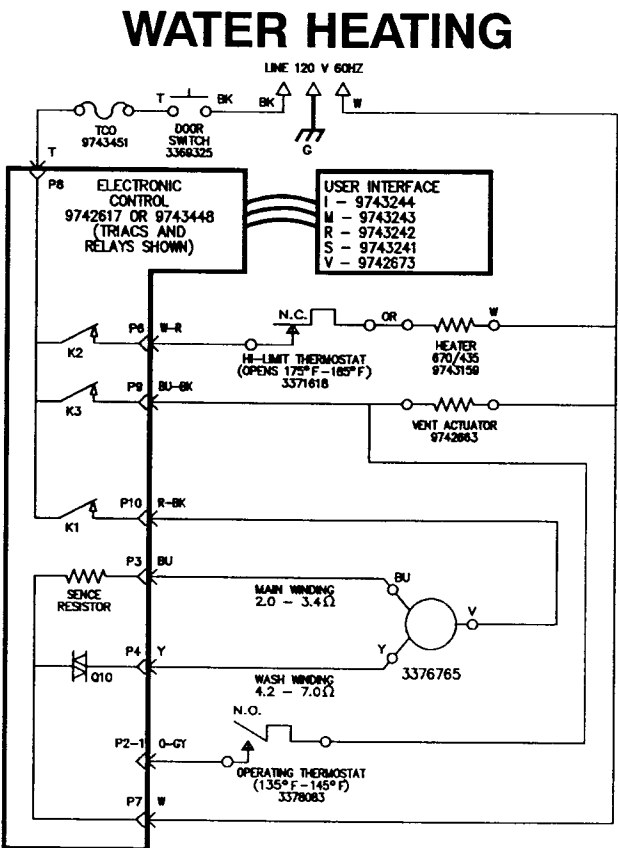 WATER HEATING
LINE 120 V 60HZ
T
BK
BK
W
TCO
9743451
DOOR
SWITCH
3369325
G
T
P8
ELECTRONIC
CONTROL
9742617 OR 9743448
(TRIACS AND
RELAYS SHOWN)
USER INTERFACE
I - 9743244
M - 9743243
R - 9743242
S - 9743241
V - 9742673
K2
P6
W-R
N.C.
OR
W
HI-LIMIT THERMOSTAT
(OPENS 175°F-185°F)
3371618
HEATER
670/435
9743159
K3
P9
BU-BK
VENT ACTUATOR
9742663
K1
P10
R-BK
P3
BU
SENCE
RESISTOR
MAIN WINDING
2.0 - 3.4Ω
BU
V
Y
3376765
Q10
P4
Y
WASH WINDING
4.2 - 7.0Ω
N.O.
P2-1
O-GY
OPERATING THERMOSTAT
(135°F-145°F)
3378083
P7
W